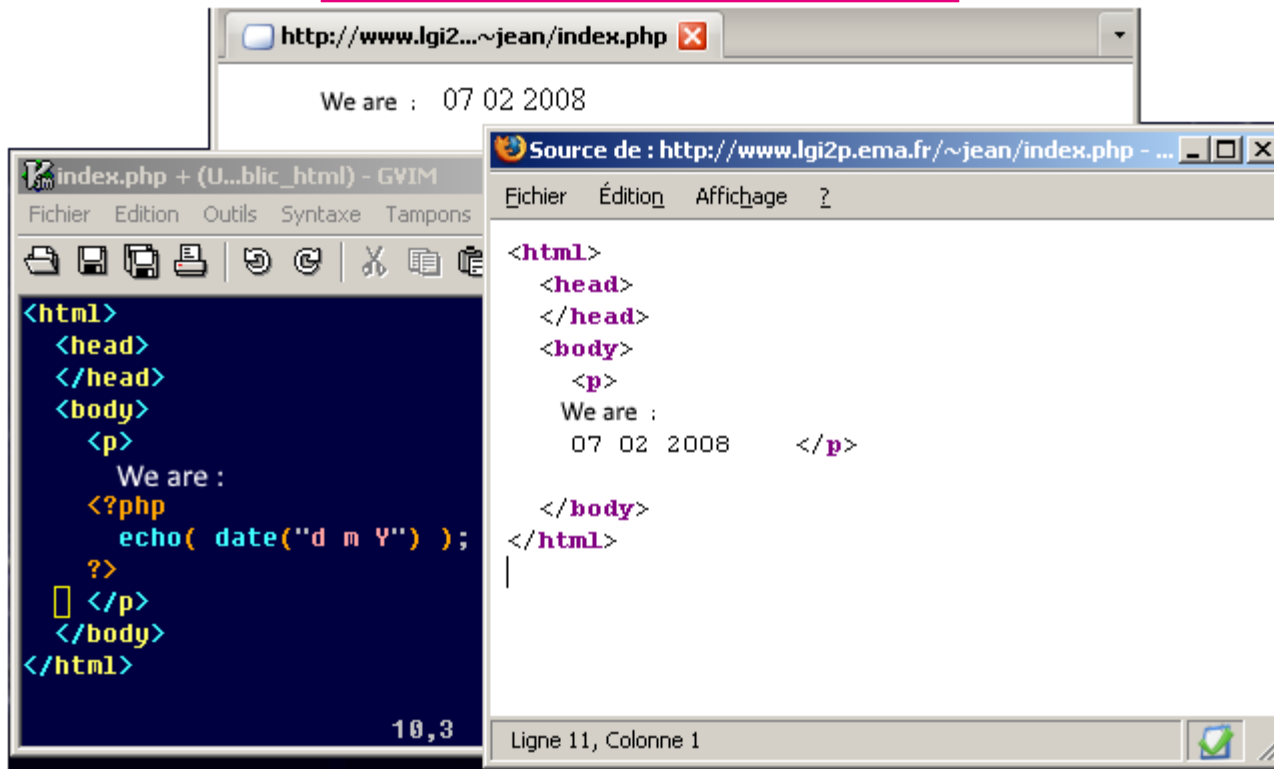 http://www.lgi2...~jean/index.php
We are : 07 02 2008
index.php + (U...blic_html) - GVIM
Fichier Edition Outils Syntaxe Tampons
<html>
<head>
</head>
<body>
<p>
We are :
<?php
echo( date("d m Y") );
?>
</p>
</body>
</html>
10,3
Source de : http://www.lgi2p.ema.fr/~jean/index.php - ...
Fichier Édition Affichage ?
<html>
<head>
</head>
<body>
<p>
We are :
07 02 2008 </p>
</body>
</html>
Ligne 11, Colonne 1